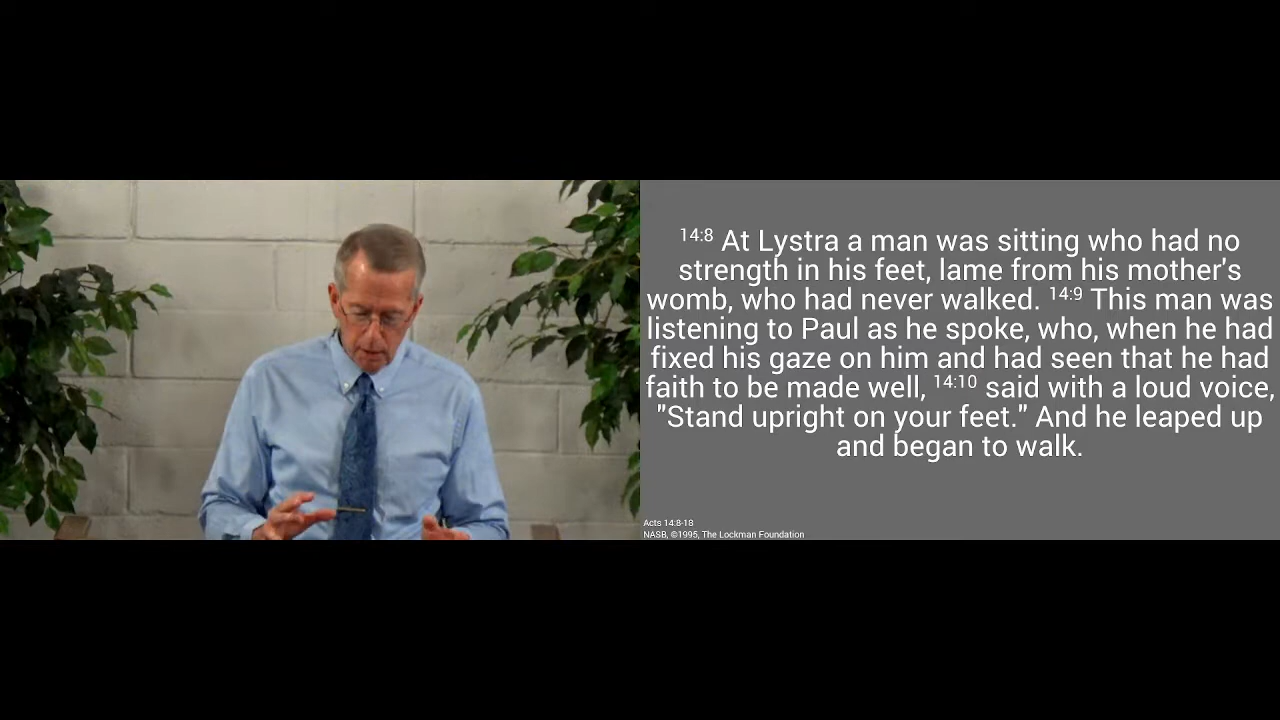 14:8 At Lystra a man was sitting who had no
strength in his feet, lame from his mother's
womb, who had never walked. 14:9 This man was
listening to Paul as he spoke, who, when he had
fixed his gaze on him and had seen that he had
faith to be made well, 14:10 said with a loud voice,
"Stand upright on your feet." And he leaped up
and began to walk.
Acts 14:8-18
NASB, ©1995, The Lockman Foundation